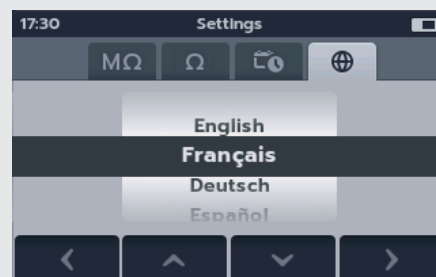 17:30 Settings
MΩ Ω
English
Français
Deutsch
Español